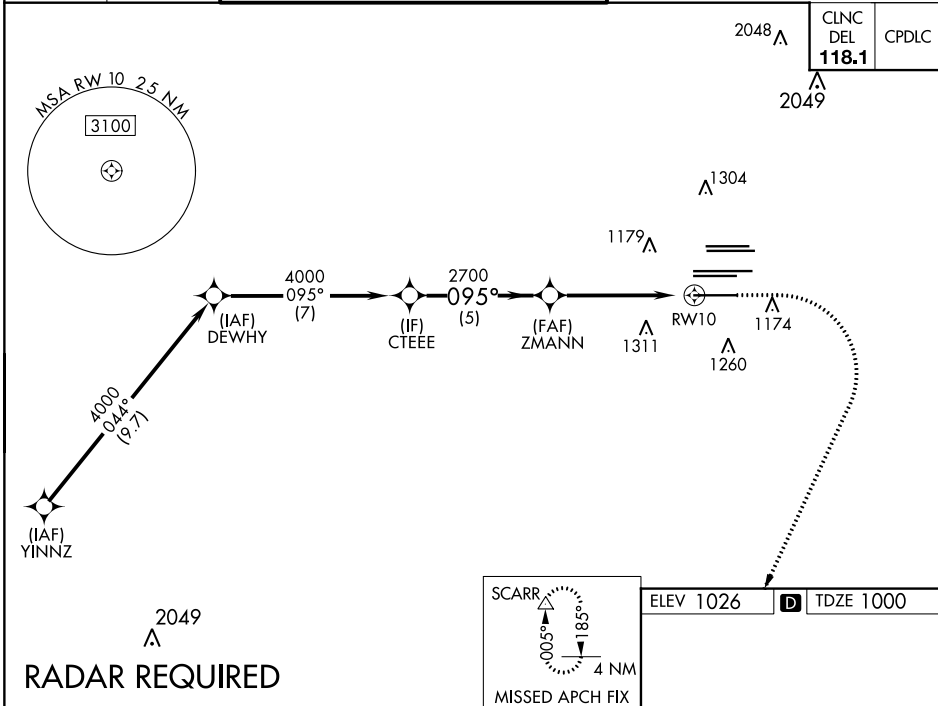 2048
CLNC
DEL
118.1
CPDLC
2049
MSA RW 10 25 NM
3100
1304
1179
4000
095°
(7)
2700
095°
(5)
(IAF)
DEWHY
(IF)
CTEEE
(FAF)
ZMANN
RW10
1174
1311
1260
4000
044°
(9.7)
(IAF)
YINNZ
2049
RADAR REQUIRED
SCARR
005°
185°
4 NM
MISSED APCH FIX
ELEV 1026
D
TDZE 1000